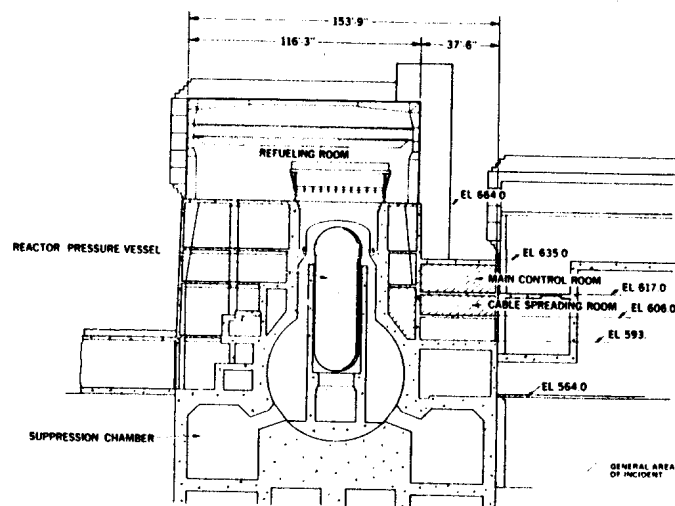 153'·9"
116'·3"
37'·6"
REFUELING ROOM
EL 664.0
REACTOR PRESSURE VESSEL
EL 635.0
MAIN CONTROL ROOM
EL 617.0
CABLE SPREADING ROOM
EL 606.0
EL 593.
EL 564.0
SUPPRESSION CHAMBER
GENERAL AREA
OF INCIDENT